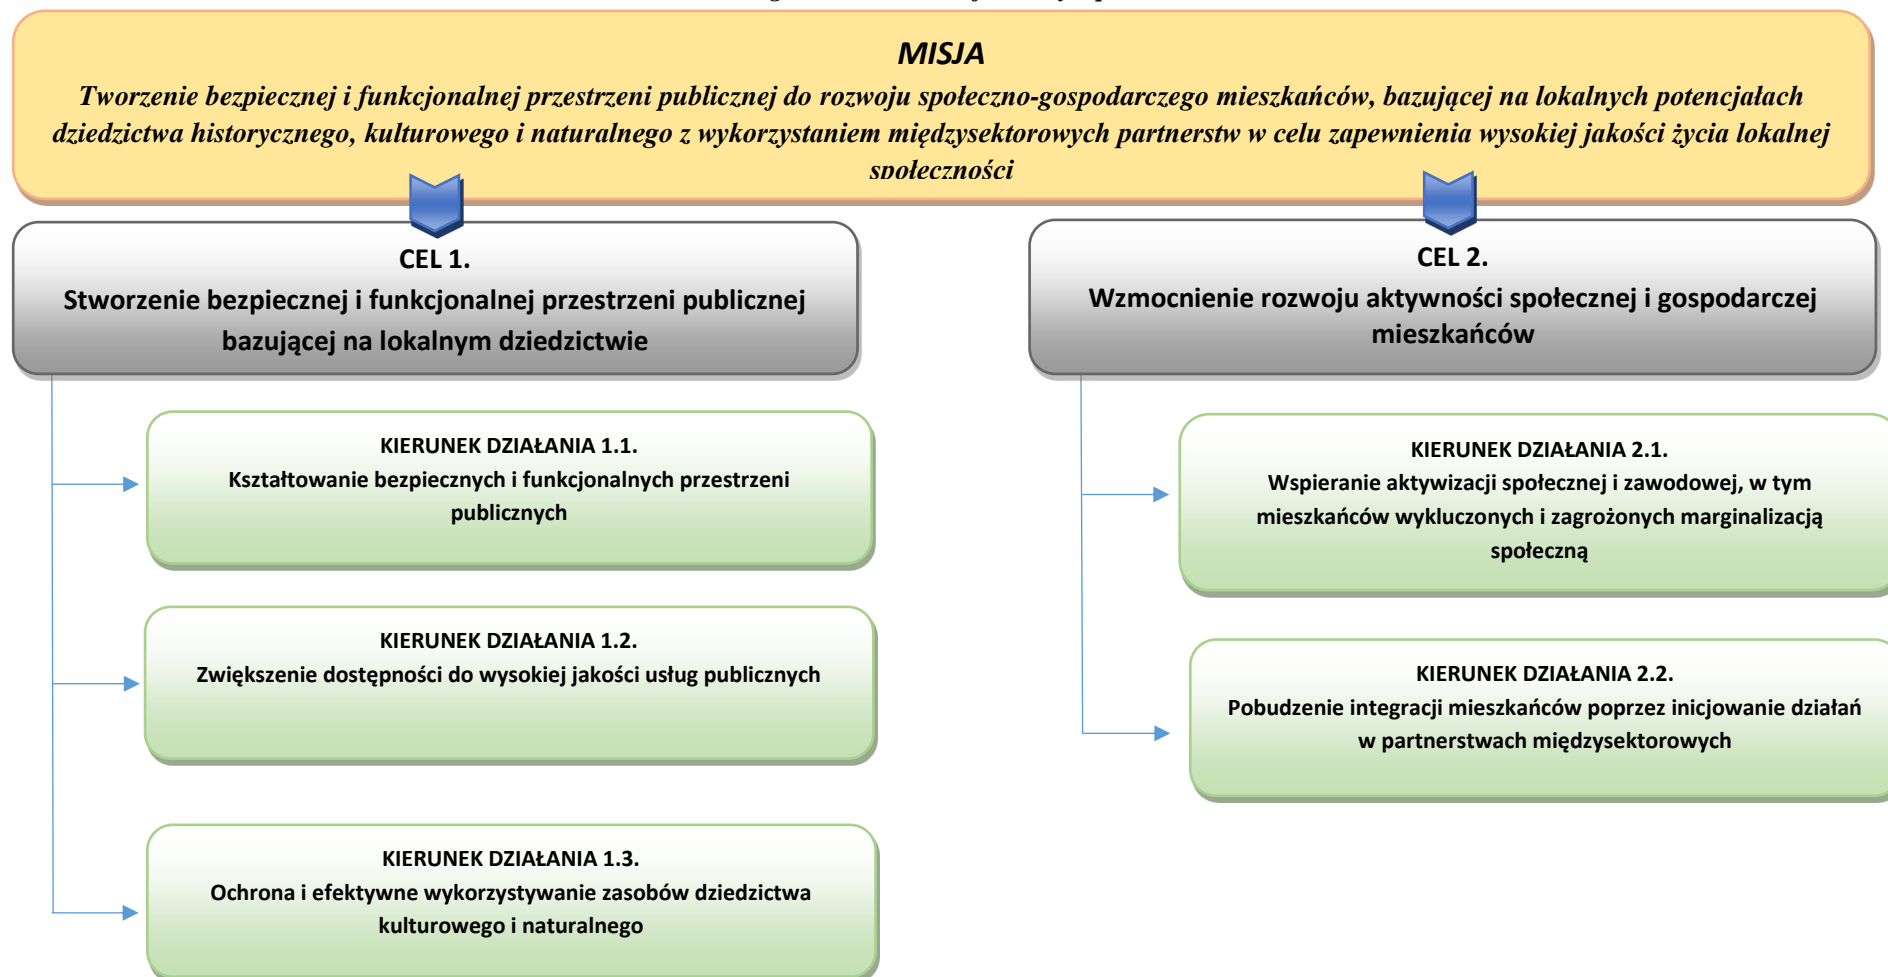 MISJA
Tworzenie bezpiecznej i funkcjonalnej przestrzeni publicznej do rozwoju społeczno-gospodarczego mieszkańców, bazującej na lokalnych potencjałach
dziedzictwa historycznego, kulturowego i naturalnego z wykorzystaniem międzysektorowych partnerstw w celu zapewnienia wysokiej jakości życia lokalnej
społeczności
CEL 1.
Stworzenie bezpiecznej i funkcjonalnej przestrzeni publicznej
bazującej na lokalnym dziedzictwie
KIERUNEK DZIAŁANIA 1.1.
Kształtowanie bezpiecznych i funkcjonalnych przestrzeni
publicznych
KIERUNEK DZIAŁANIA 1.2.
Zwiększenie dostępności do wysokiej jakości usług publicznych
KIERUNEK DZIAŁANIA 1.3.
Ochrona i efektywne wykorzystywanie zasobów dziedzictwa
kulturowego i naturalnego
CEL 2.
Wzmocnienie rozwoju aktywności społecznej i gospodarczej
mieszkańców
KIERUNEK DZIAŁANIA 2.1.
Wspieranie aktywizacji społecznej i zawodowej, w tym
mieszkańców wykluczonych i zagrożonych marginalizacją
społeczną
KIERUNEK DZIAŁANIA 2.2.
Pobudzenie integracji mieszkańców poprzez inicjowanie działań
w partnerstwach międzysektorowych